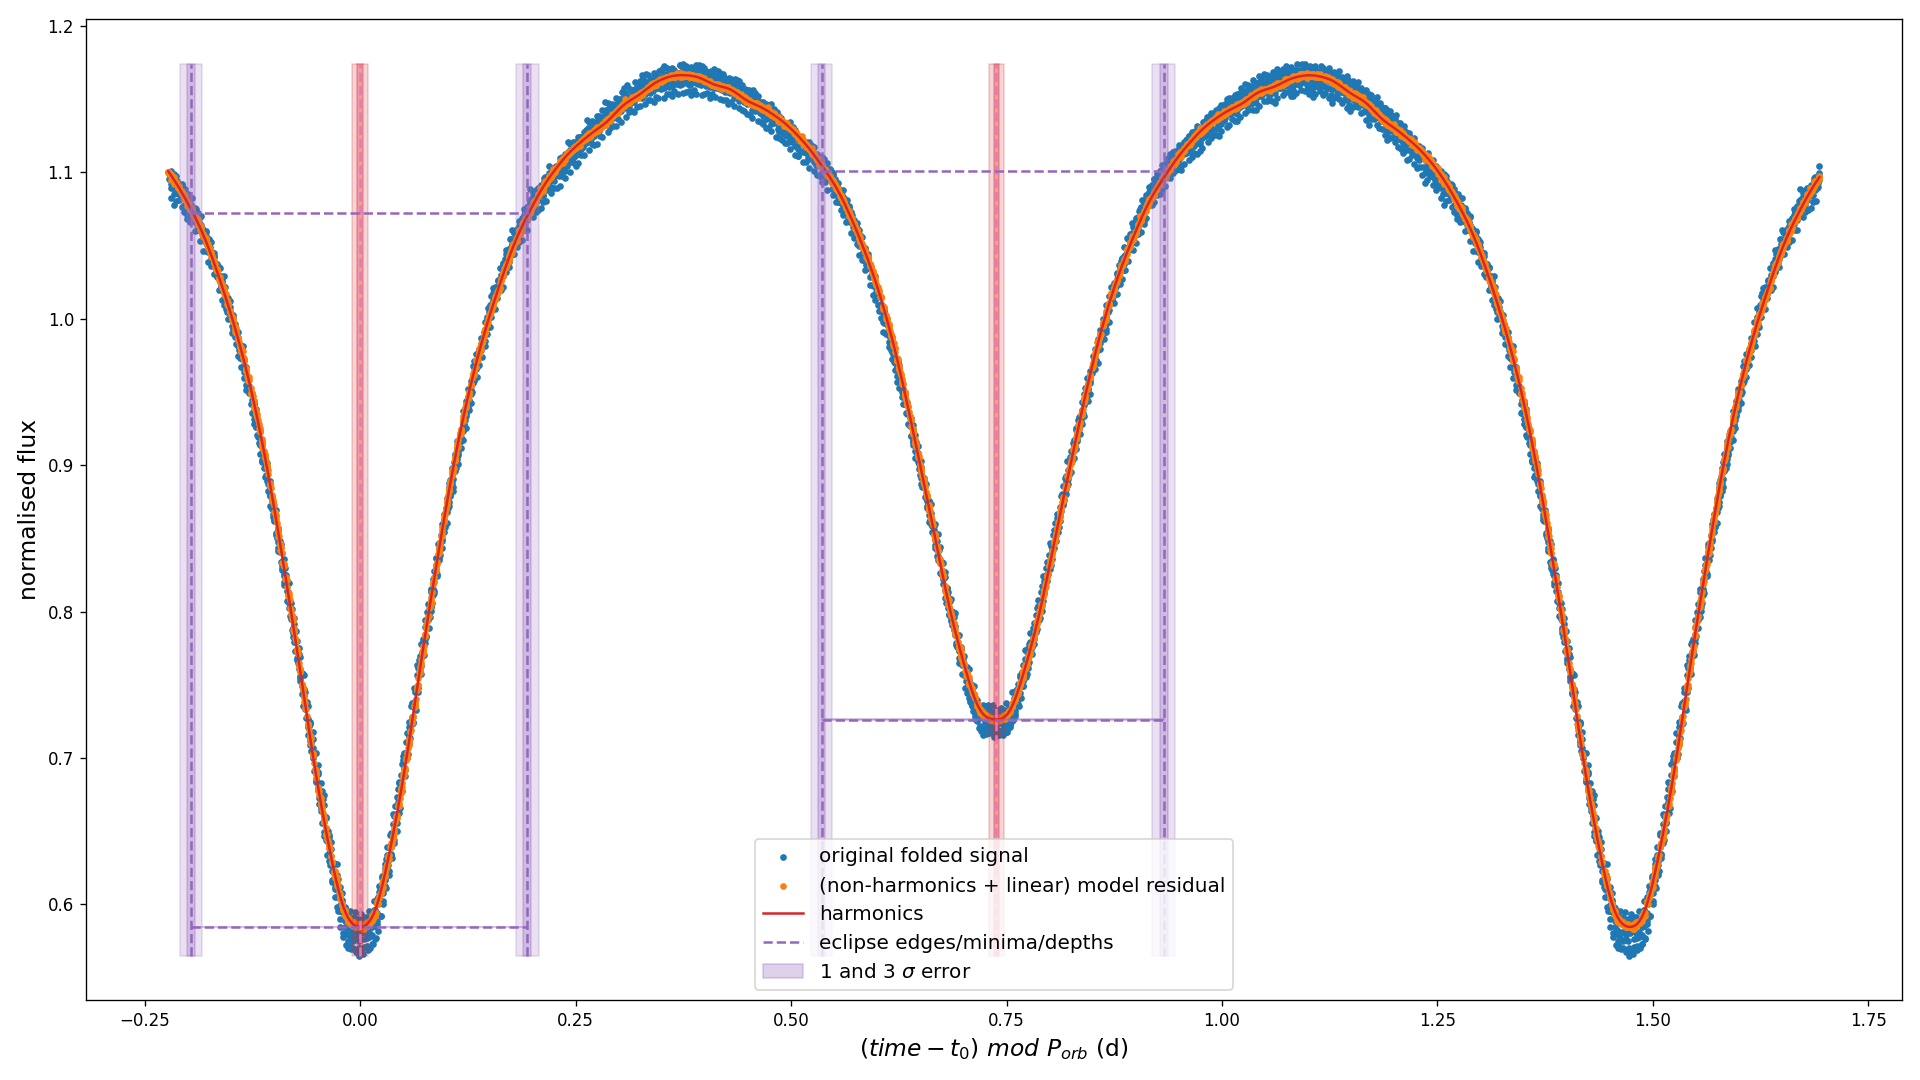 normalised flux
1.2
1.1
1.0
0.9
0.8
0.7
0.6
original folded signal
(non-harmonics + linear) model residual
harmonics
eclipse edges/minima/depths
1 and 3 σ error
−0.25 0.00 0.25 0.50 0.75 1.00 1.25 1.50 1.75
(time − t₀) mod Pₒᵣb (d)